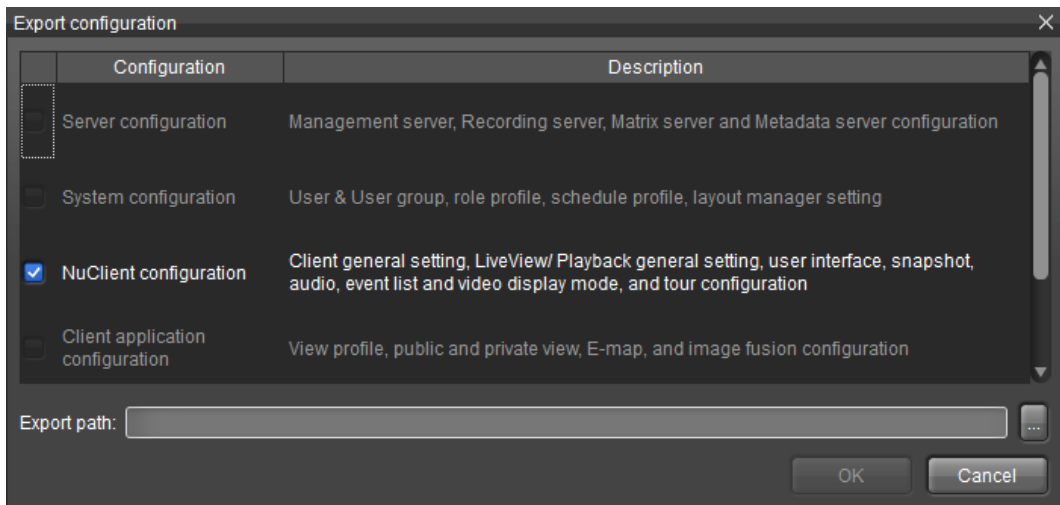 Export configuration
Configuration Description
Server configuration Management server, Recording server, Matrix server and Metadata server configuration
System configuration User & User group, role profile, schedule profile, layout manager setting
NuClient configuration Client general setting, LiveView/ Playback general setting, user interface, snapshot,
audio, event list and video display mode, and tour configuration
Client application
configuration View profile, public and private view, E-map, and image fusion configuration
Export path: ...
OK Cancel